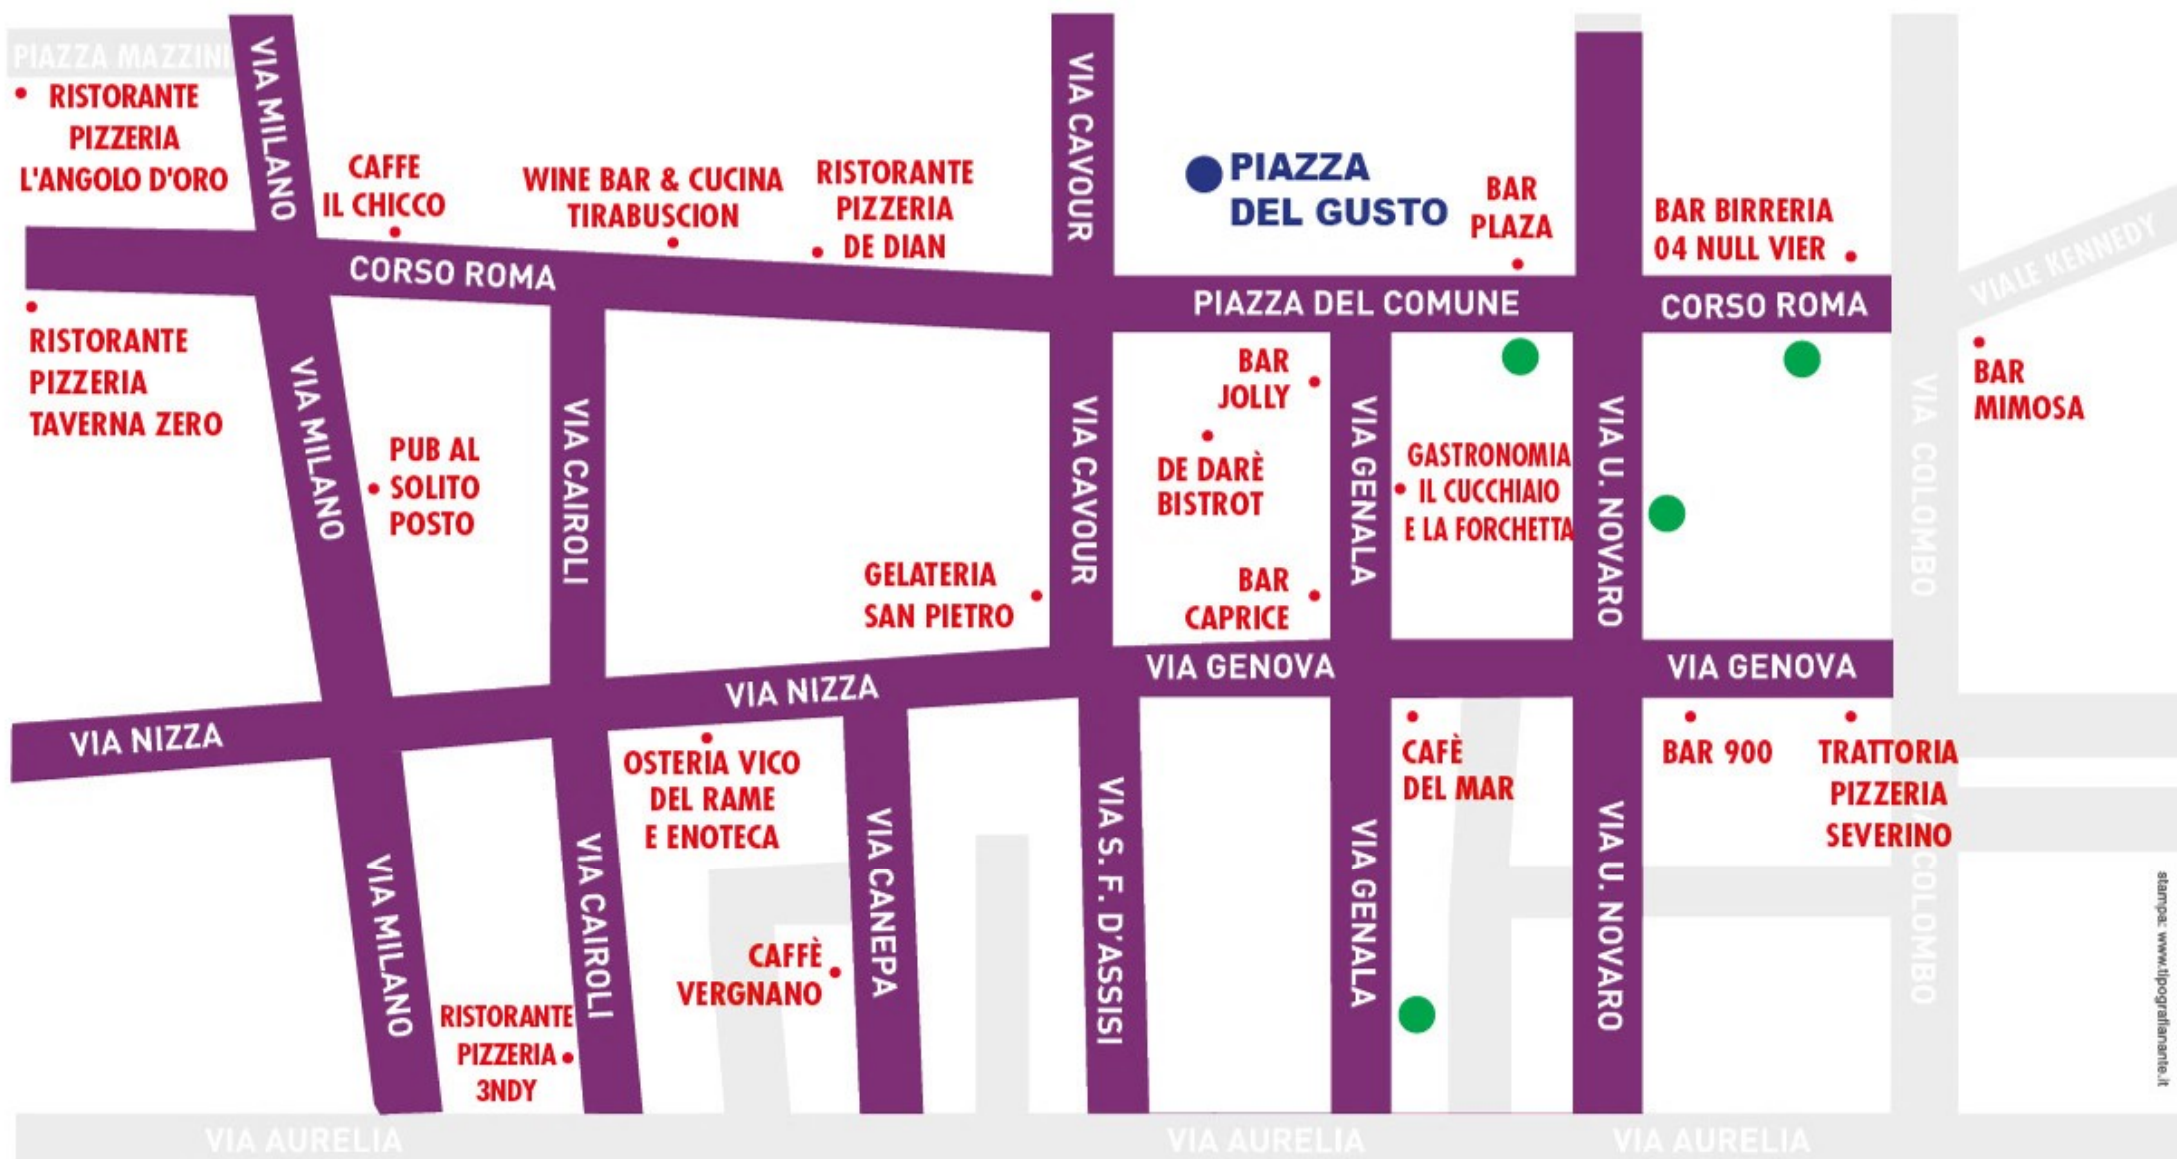 PIAZZA MAZZINI
RISTORANTE
PIZZERIA
L'ANGOLO D'ORO
VIA MILANO
CAFFE
IL CHICCO
WINE BAR & CUCINA
TIRABUSCION
RISTORANTE
PIZZERIA
DE DIAN
VIA CAVOUR
PIAZZA
DEL GUSTO
BAR
PLAZA
BAR BIRRERIA
04 NULL VIER
VIALE KENNEDY
CORSO ROMA
PIAZZA DEL COMUNE
CORSO ROMA
RISTORANTE
PIZZERIA
TAVERNA ZERO
VIA MILANO
PUB AL
SOLITO
POSTO
VIA CAIROLI
GELATERIA
SAN PIETRO
VIA CAVOUR
BAR
JOLLY
DE DARÈ
BISTROT
BAR
CAPRICE
VIA GENALA
GASTRONOMIA
IL CUCCHIAIO
E LA FORCHETTA
VIA U. NOVARO
VIA COLOMBO
BAR
MIMOSA
VIA NIZZA
VIA NIZZA
VIA GENOVA
VIA GENOVA
VIA MILANO
RISTORANTE
PIZZERIA
3NDY
VIA CAIROLI
OSTERIA VICO
DEL RAME
E ENOTECA
CAFFÈ
VERGNANO
VIA CANEPA
VIA S. F. D'ASSISI
VIA GENALA
CAFÈ
DEL MAR
VIA U. NOVARO
BAR 900
TRATTORIA
PIZZERIA
SEVERINO
VIA COLOMBO
stampa: www.tipografianante.it
VIA AURELIA
VIA AURELIA
VIA AURELIA